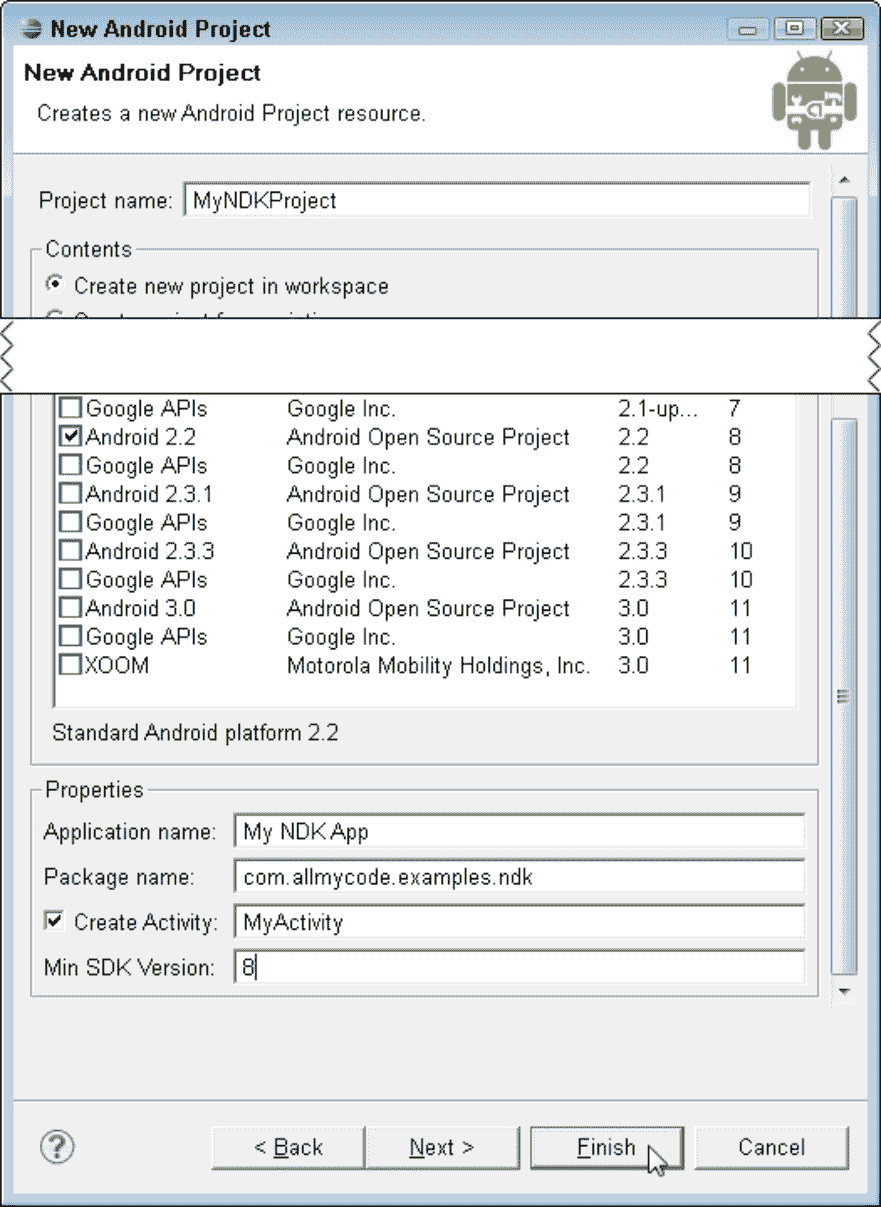 New Android Project
New Android Project
Creates a new Android Project resource.
Project name: MyNDKProject
Contents
Create new project in workspace
Google APIs Google Inc. 2.1-up... 7
Android 2.2 Android Open Source Project 2.2 8
Google APIs Google Inc. 2.2 8
Android 2.3.1 Android Open Source Project 2.3.1 9
Google APIs Google Inc. 2.3.1 9
Android 2.3.3 Android Open Source Project 2.3.3 10
Google APIs Google Inc. 2.3.3 10
Android 3.0 Android Open Source Project 3.0 11
Google APIs Google Inc. 3.0 11
XOOM Motorola Mobility Holdings, Inc. 3.0 11
Standard Android platform 2.2
Properties
Application name: My NDK App
Package name: com.allmycode.examples.ndk
Create Activity: MyActivity
Min SDK Version: 8
? < Back Next > Finish Cancel